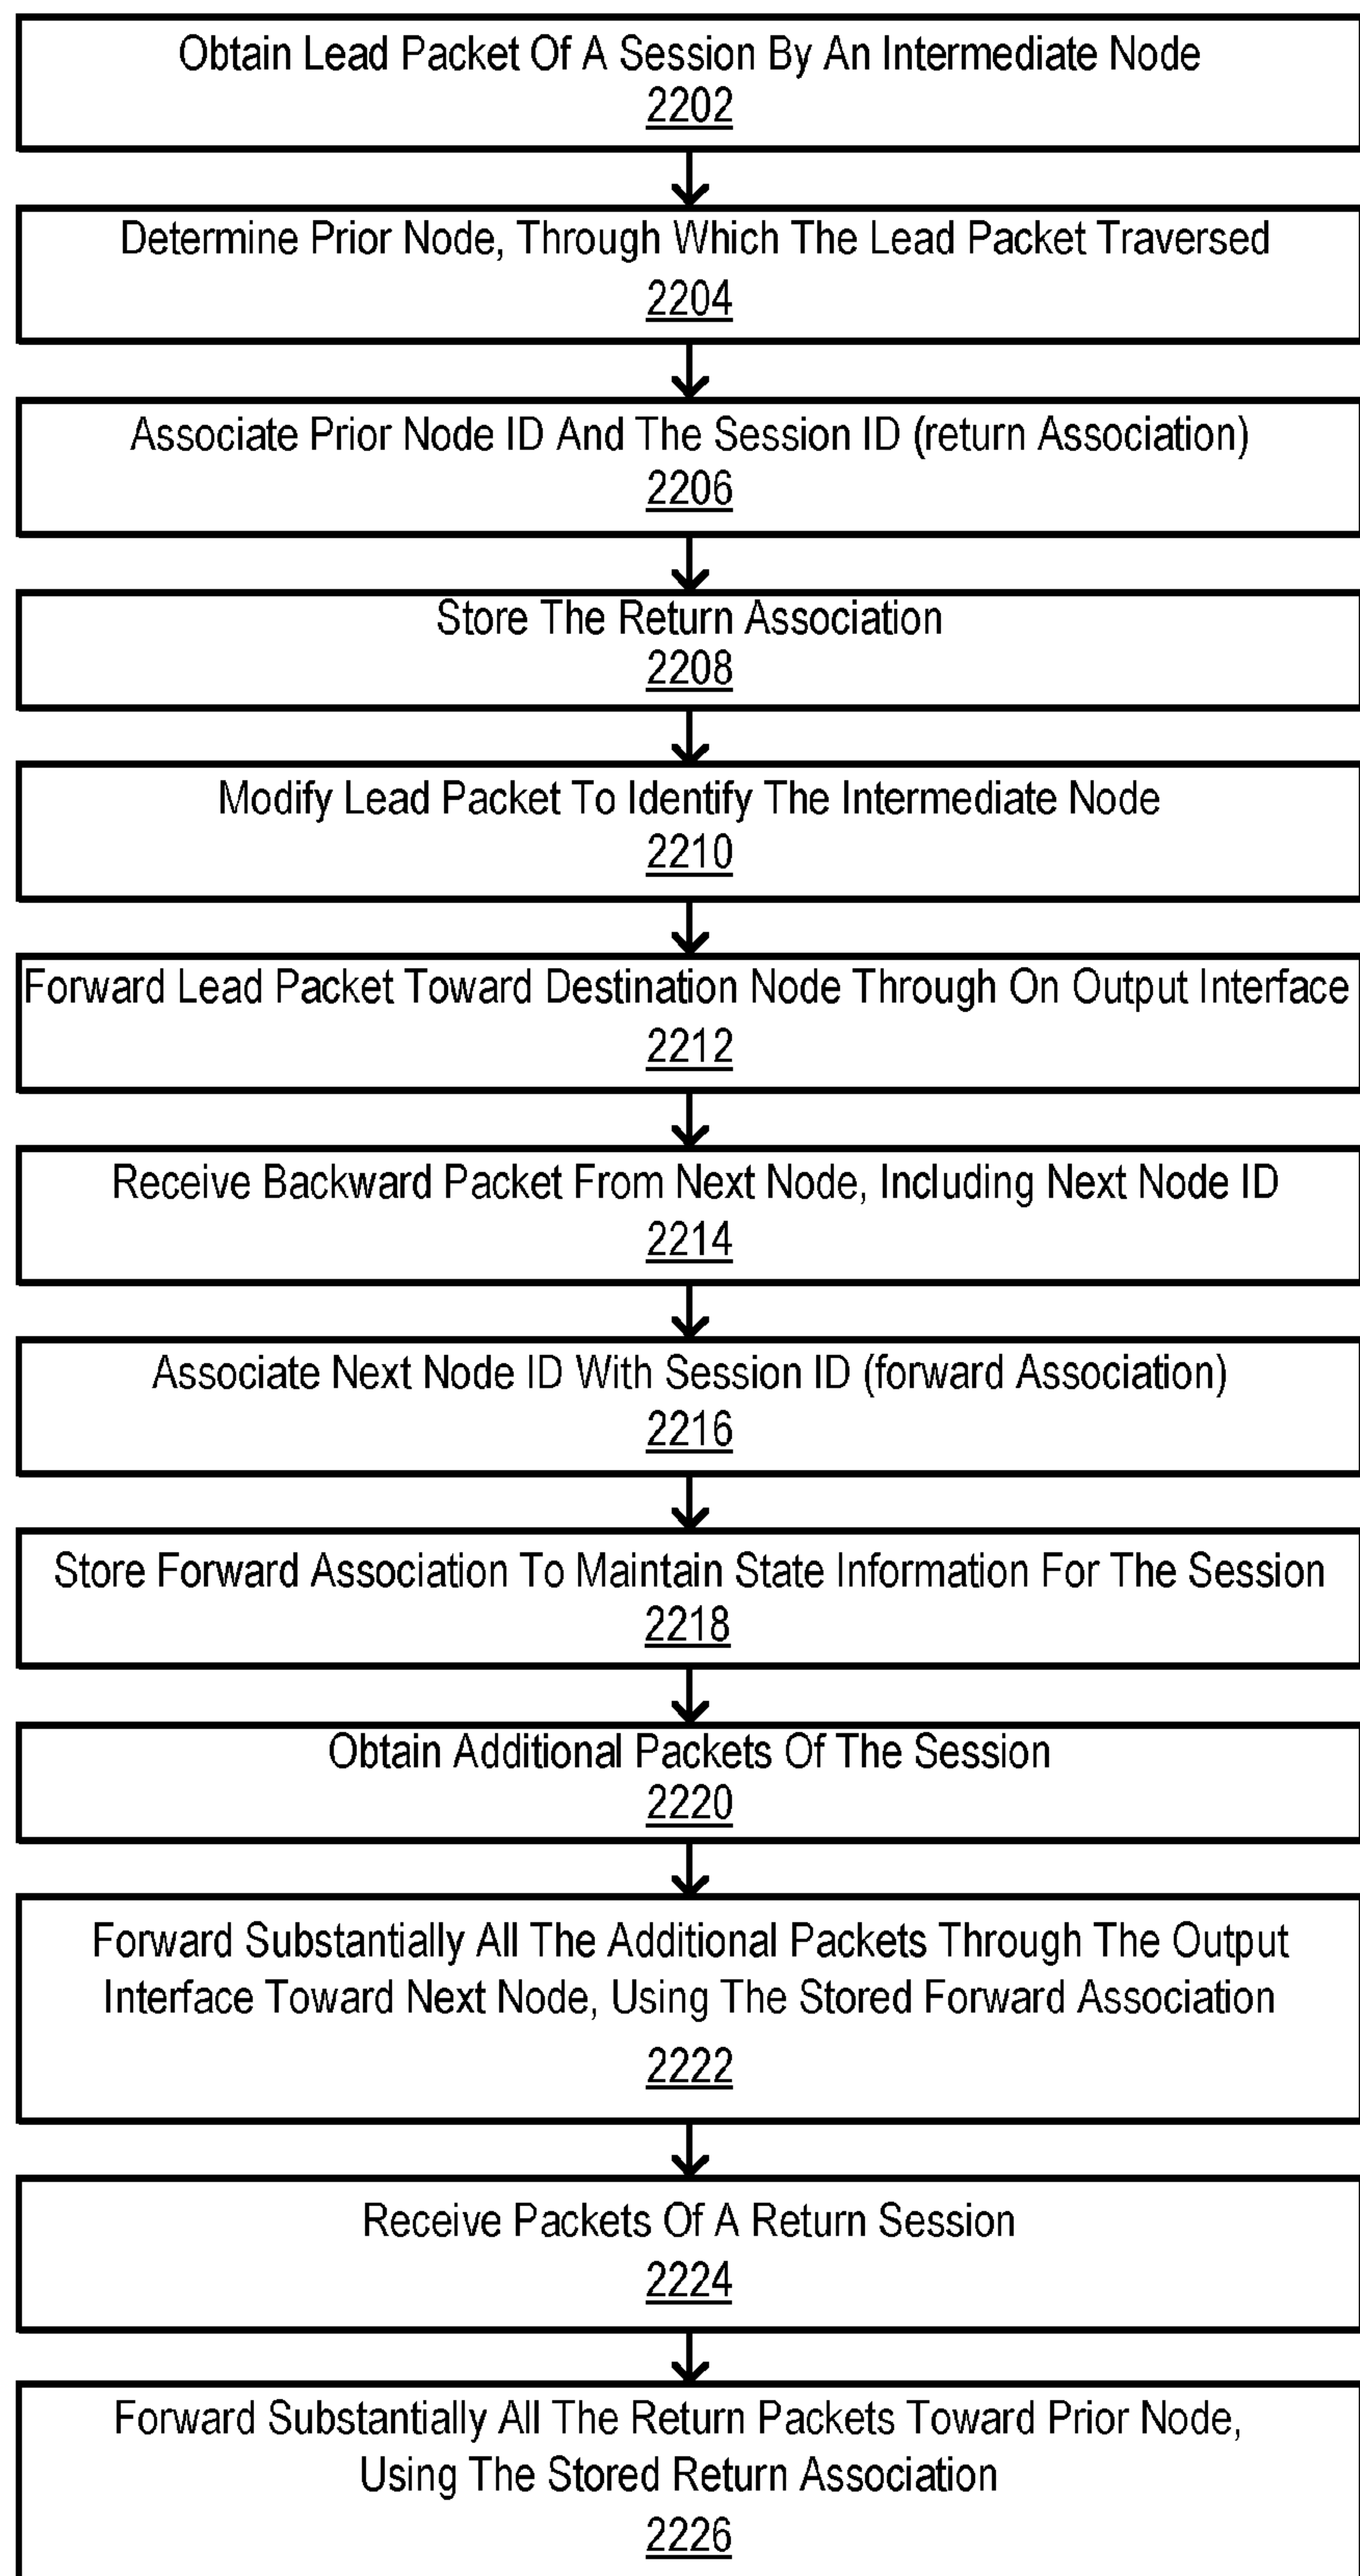 Obtain Lead Packet Of A Session By An Intermediate Node
2202
Determine Prior Node, Through Which The Lead Packet Traversed
2204
Associate Prior Node ID And The Session ID (return Association)
2206
Store The Return Association
2208
Modify Lead Packet To Identify The Intermediate Node
2210
Forward Lead Packet Toward Destination Node Through On Output Interface
2212
Receive Backward Packet From Next Node, Including Next Node ID
2214
Associate Next Node ID With Session ID (forward Association)
2216
Store Forward Association To Maintain State Information For The Session
2218
Obtain Additional Packets Of The Session
2220
Forward Substantially All The Additional Packets Through The Output
Interface Toward Next Node, Using The Stored Forward Association
2222
Receive Packets Of A Return Session
2224
Forward Substantially All The Return Packets Toward Prior Node,
Using The Stored Return Association
2226